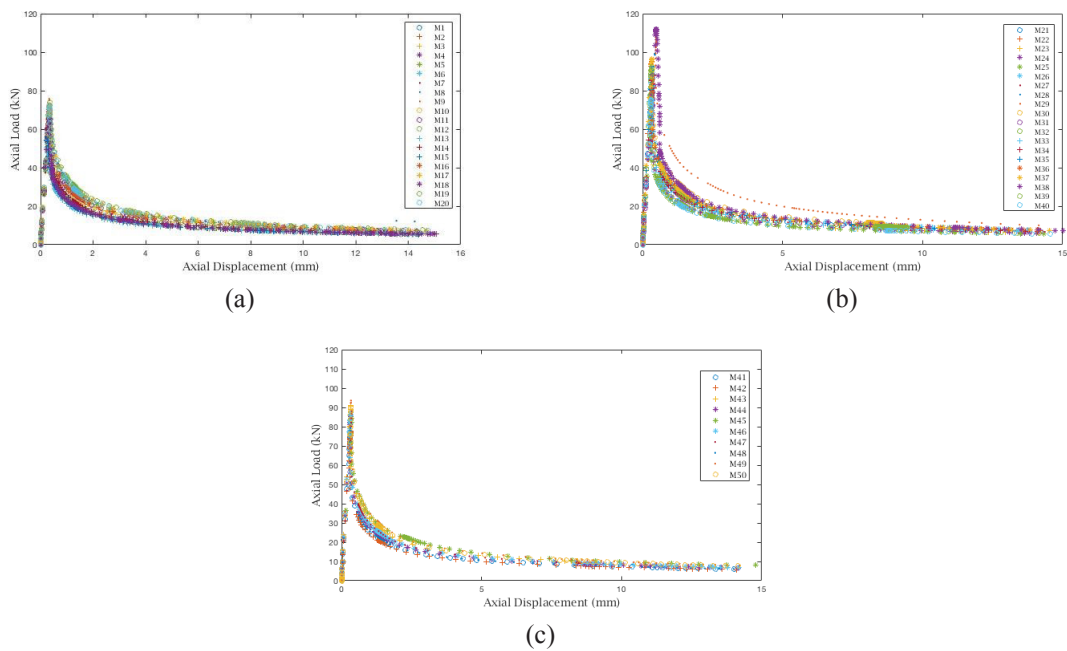 120
100
80
60
40
20
0
Axial Load (kN)
0 2 4 6 8 10 12 14 16
Axial Displacement (mm)
M1
M2
M3
M4
M5
M6
M7
M8
M9
M10
M11
M12
M13
M14
M15
M16
M17
M18
M19
M20
(a)
120
100
80
60
40
20
0
Axial Load (kN)
0 5 10 15
Axial Displacement (mm)
M21
M22
M23
M24
M25
M26
M27
M28
M29
M30
M31
M32
M33
M34
M35
M36
M37
M38
M39
M40
(b)
120
110
100
90
80
70
60
50
40
30
20
10
0
Axial Load (kN)
0 5 10 15
Axial Displacement (mm)
M41
M42
M43
M44
M45
M46
M47
M48
M49
M50
(c)